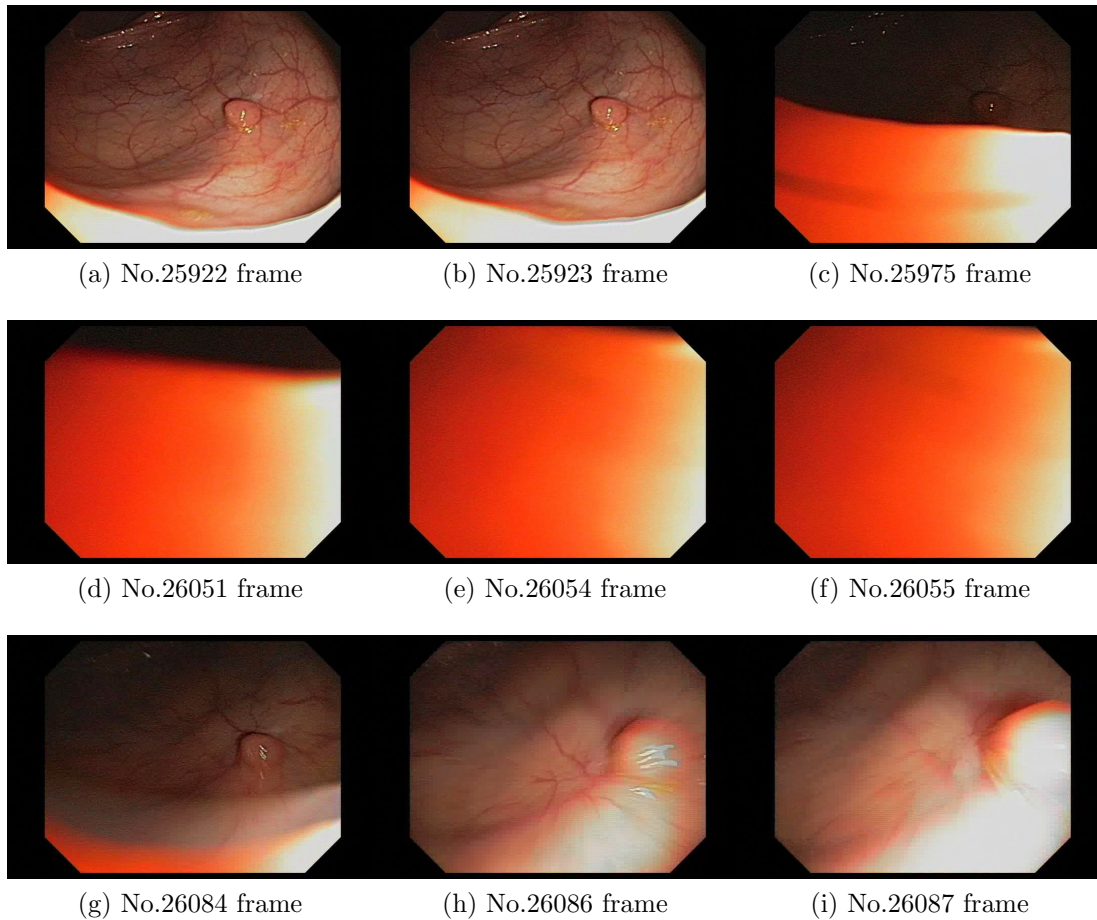 (a) No.25922 frame
(b) No.25923 frame
(c) No.25975 frame
(d) No.26051 frame
(e) No.26054 frame
(f) No.26055 frame
(g) No.26084 frame
(h) No.26086 frame
(i) No.26087 frame